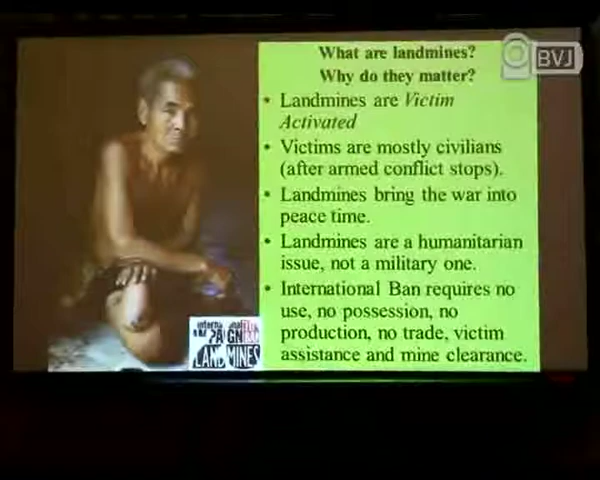 What are landmines?
Why do they matter?
BVJ
• Landmines are Victim
Activated
• Victims are mostly civilians
(after armed conflict stops).
• Landmines bring the war into
peace time.
• Landmines are a humanitarian
issue, not a military one.
• International Ban requires no
use, no possession, no
production, no trade, victim
assistance and mine clearance.
LANDMINES